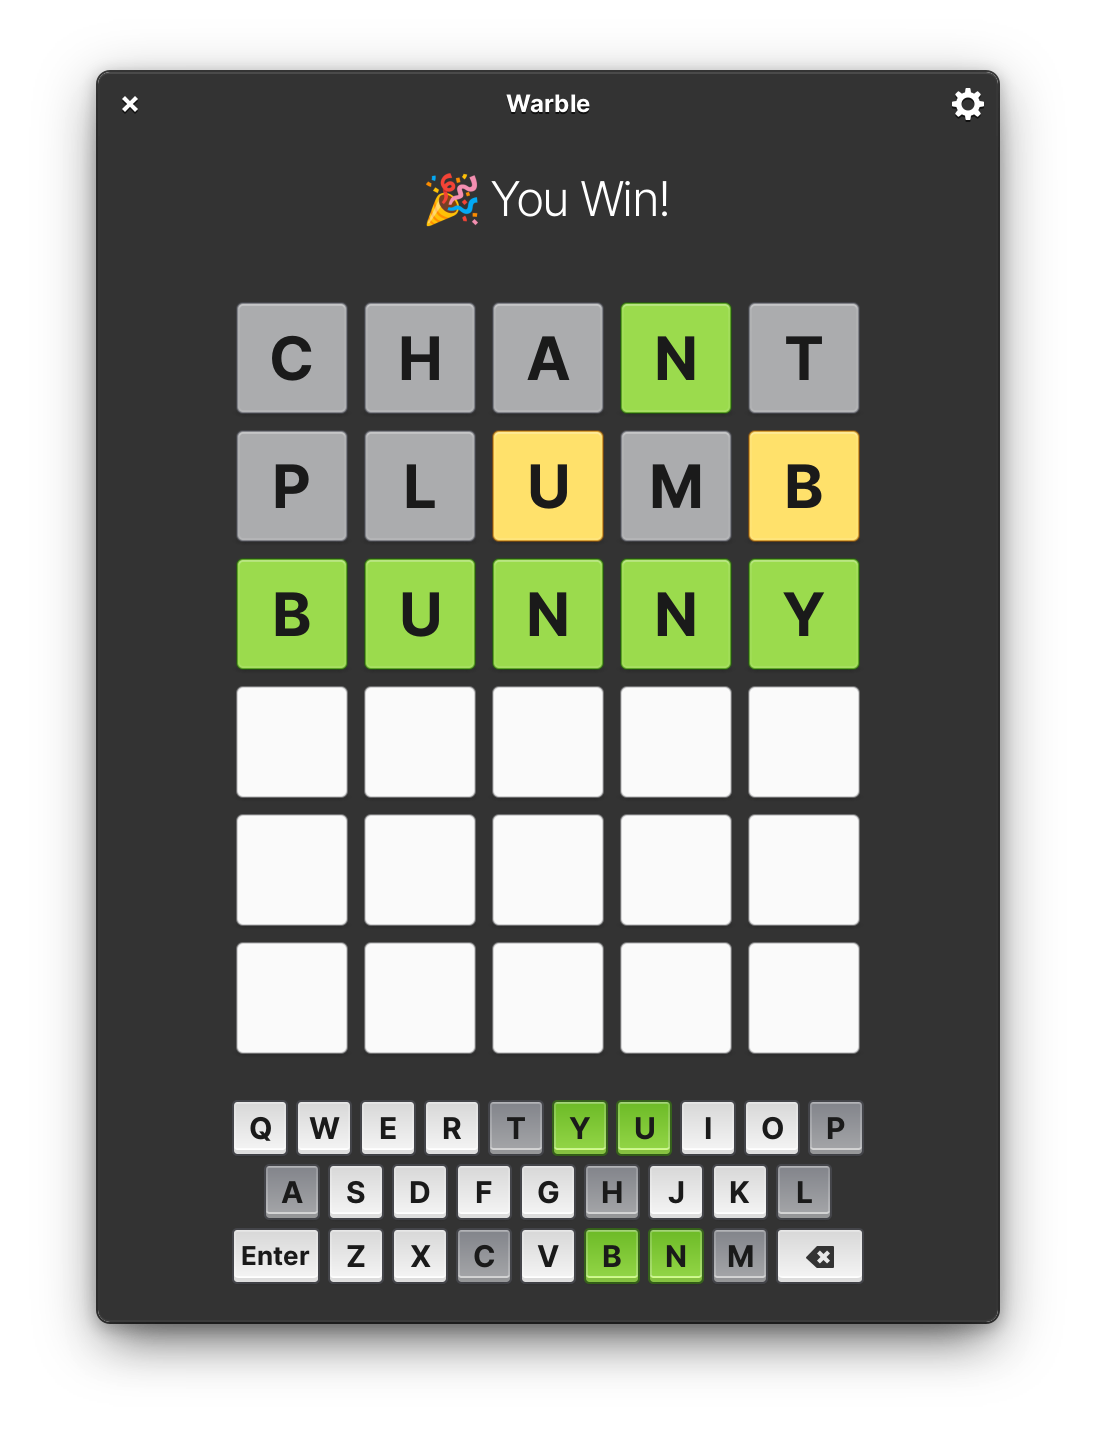 Warble
🎉 You Win!
C H A N T
P L U M B
B U N N Y
Q W E R T Y U I O P
A S D F G H J K L
Enter Z X C V B N M